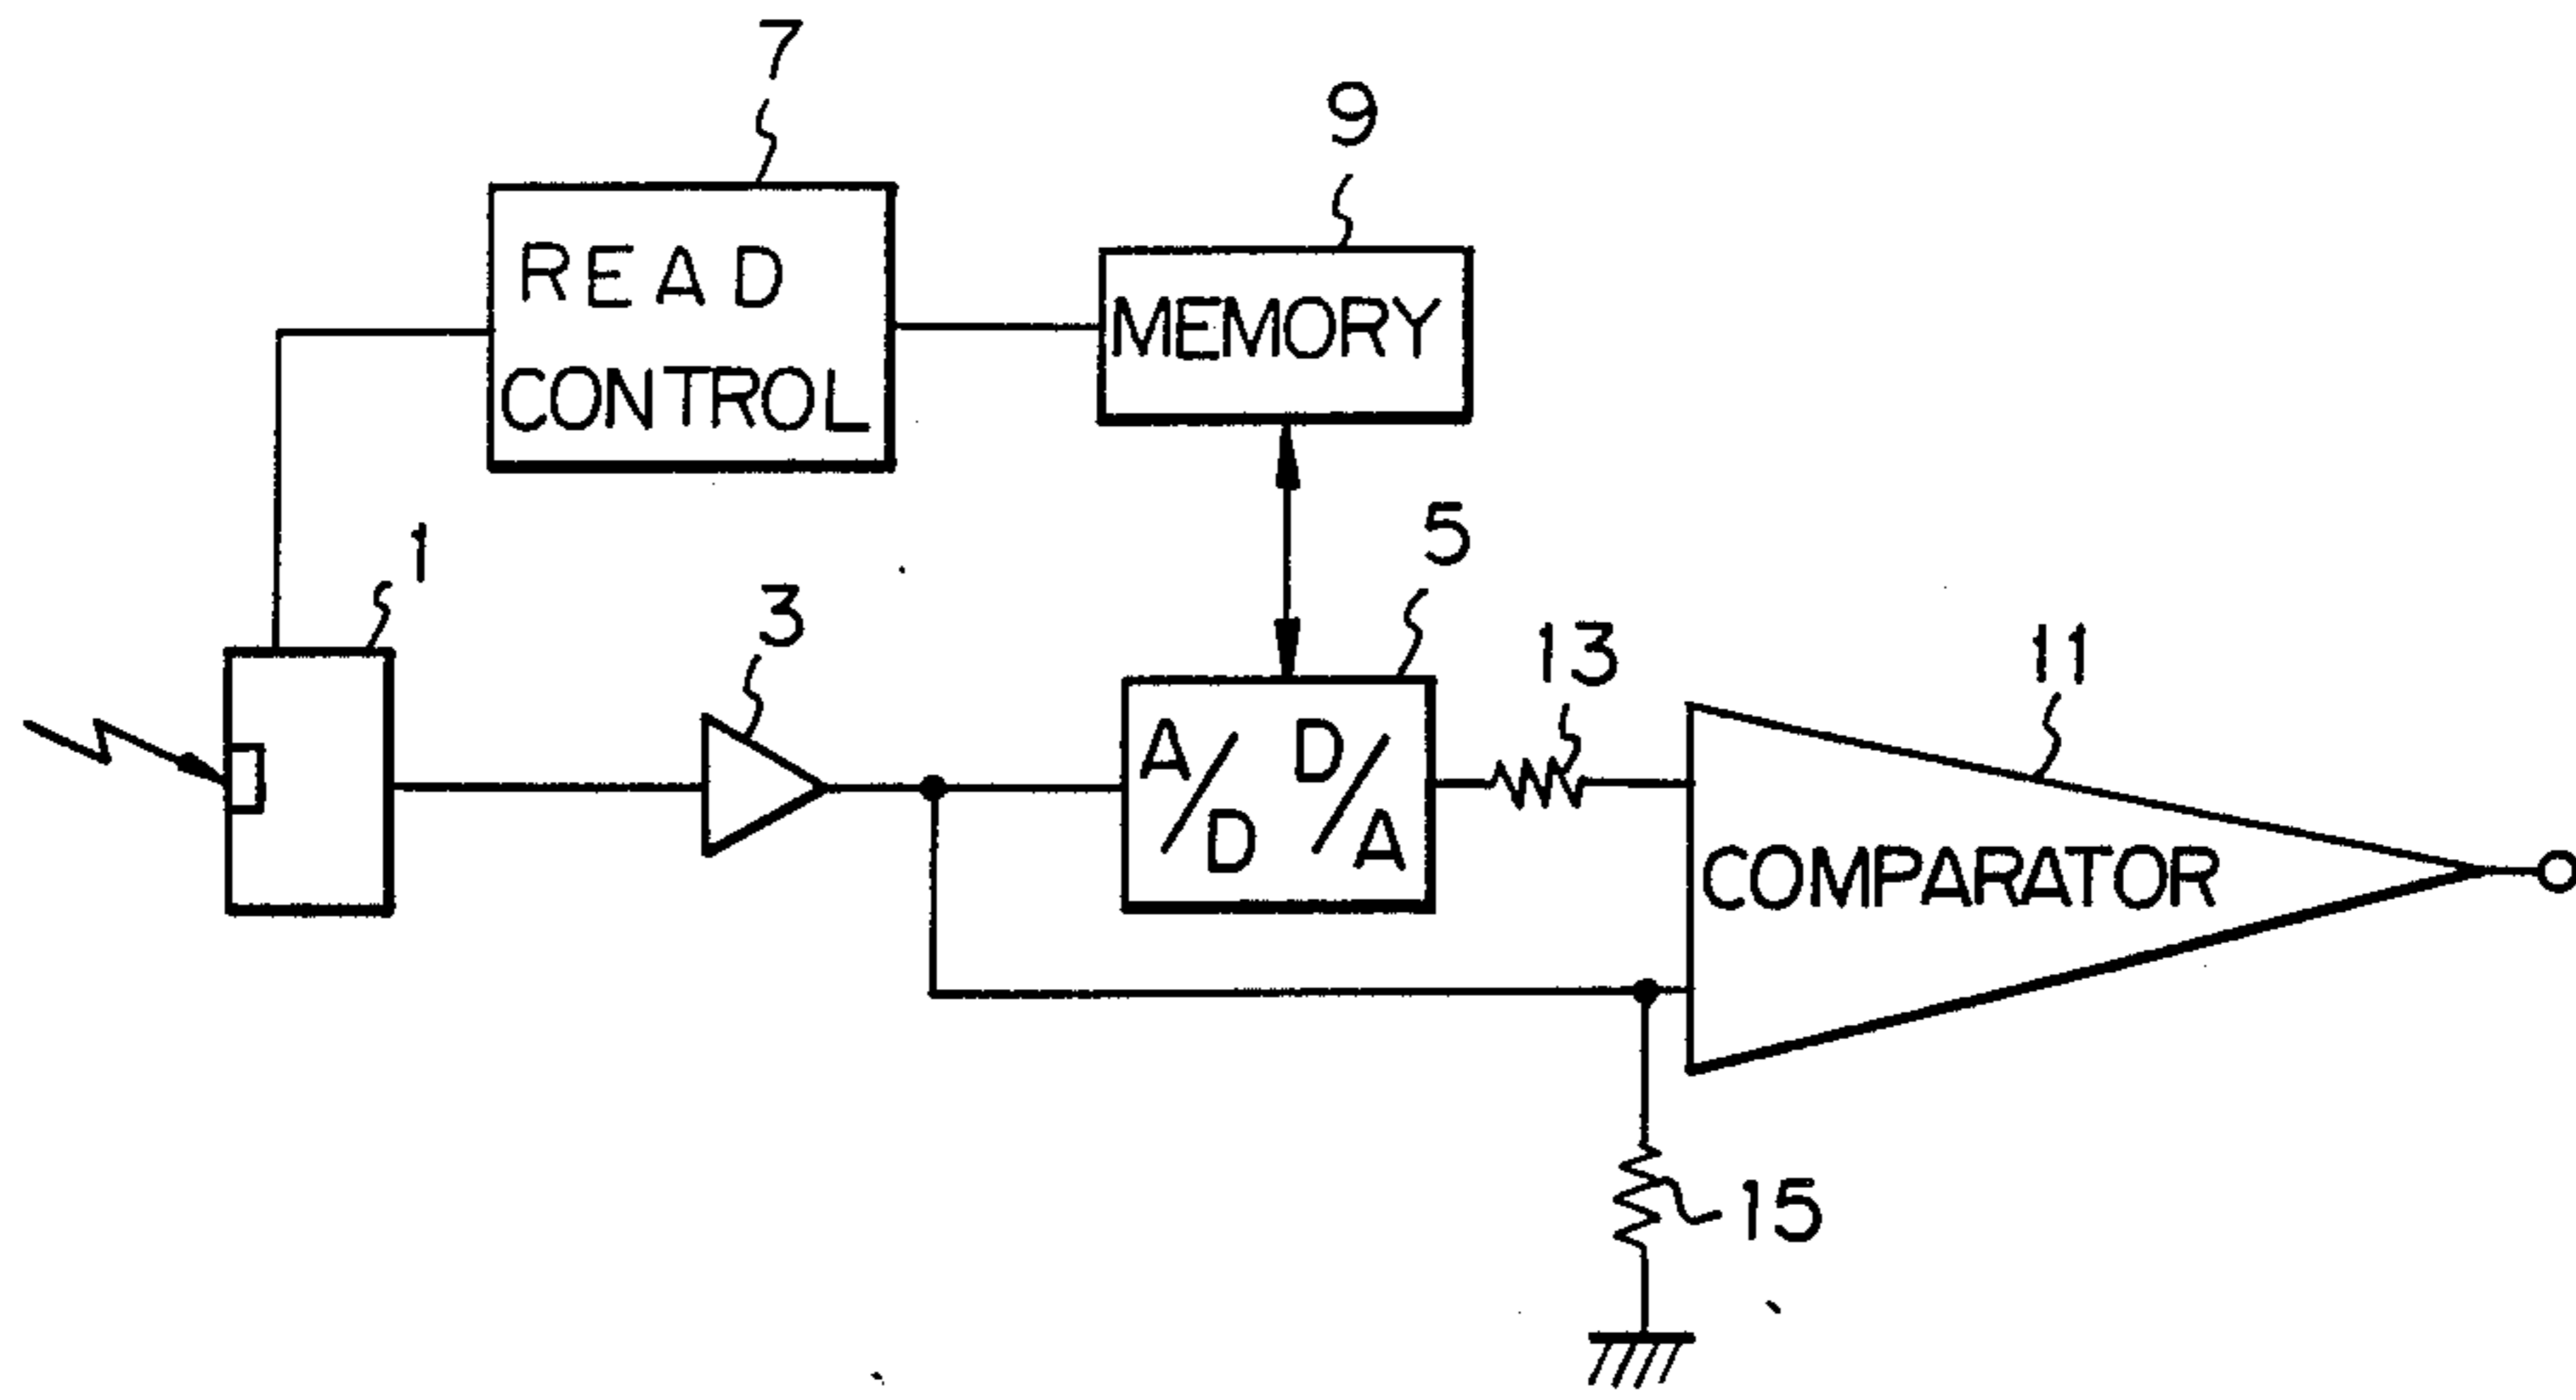 7
9
READ
CONTROL
MEMORY
1
3
5
13
11
A/D D/A
COMPARATOR
15